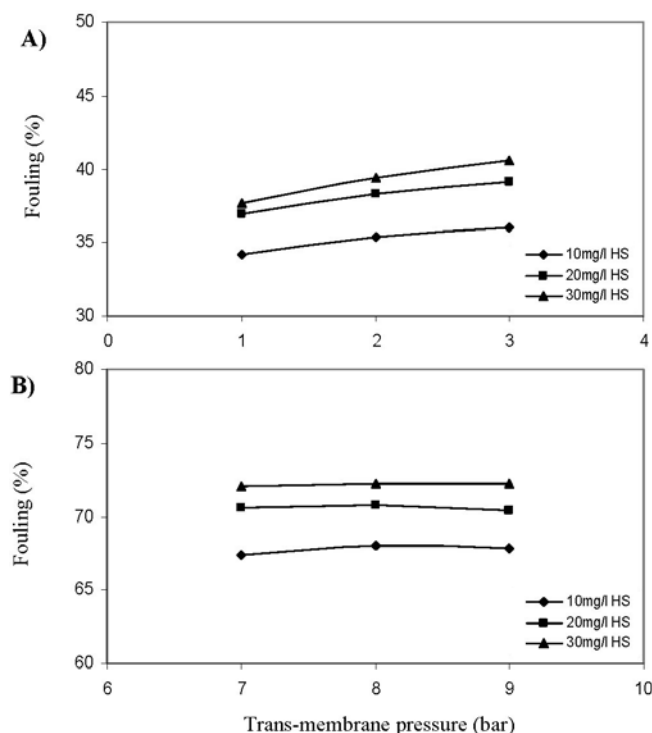 A)
50
45
40
35
30
0
1
2
3
4
Fouling (%)
10mg/l HS
20mg/l HS
30mg/l HS
B)
80
75
70
65
60
6
7
8
9
10
Fouling (%)
10mg/l HS
20mg/l HS
30mg/l HS
Trans-membrane pressure (bar)